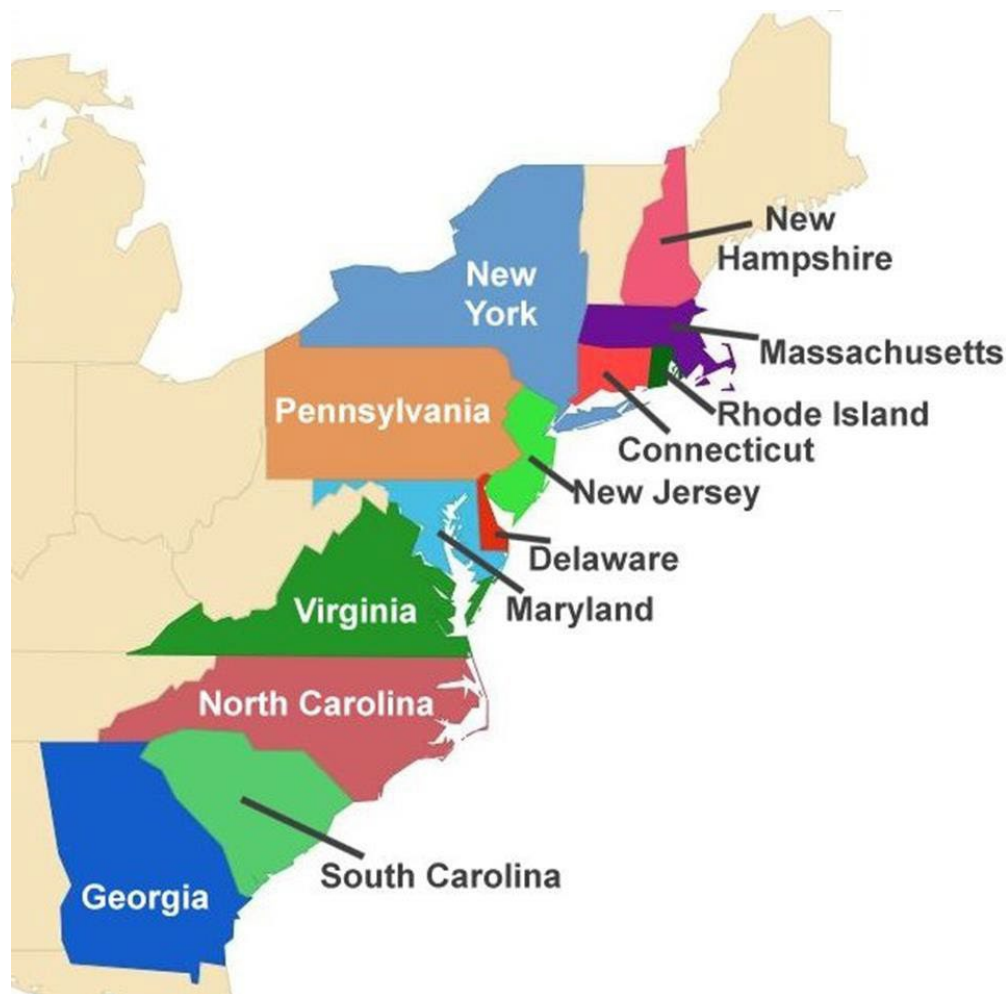 New
Hampshire
New
York
Massachusetts
Pennsylvania
Rhode Island
Connecticut
New Jersey
Delaware
Virginia
Maryland
North Carolina
South Carolina
Georgia